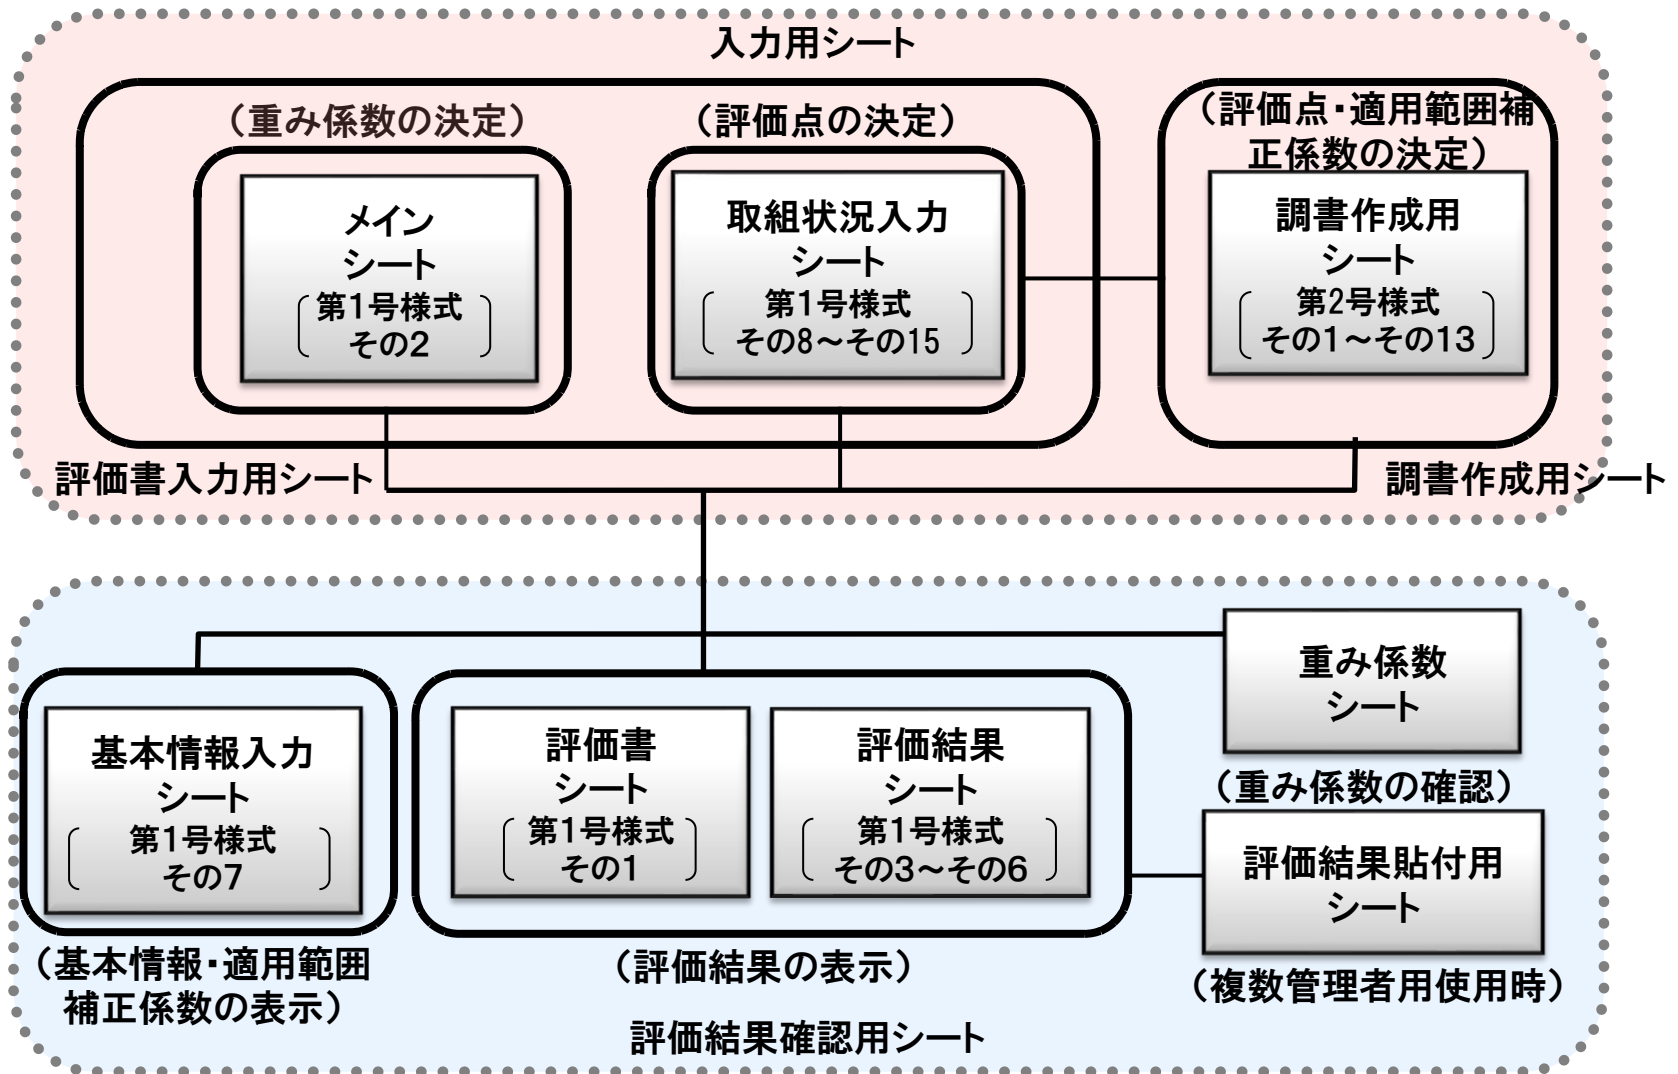 入力用シート
（重み係数の決定）
メイン
シート
第1号様式
その2
（評価点の決定）
取組状況入力
シート
第1号様式
その8～その15
（評価点・適用範囲補
正係数の決定）
調書作成用
シート
第2号様式
その1～その13
評価書入力用シート
調書作成用シート
基本情報入力
シート
第1号様式
その7
（基本情報・適用範囲
補正係数の表示）
評価書
シート
第1号様式
その1
評価結果
シート
第1号様式
その3～その6
（評価結果の表示）
重み係数
シート
（重み係数の確認）
評価結果貼付用
シート
（複数管理者用使用時）
評価結果確認用シート